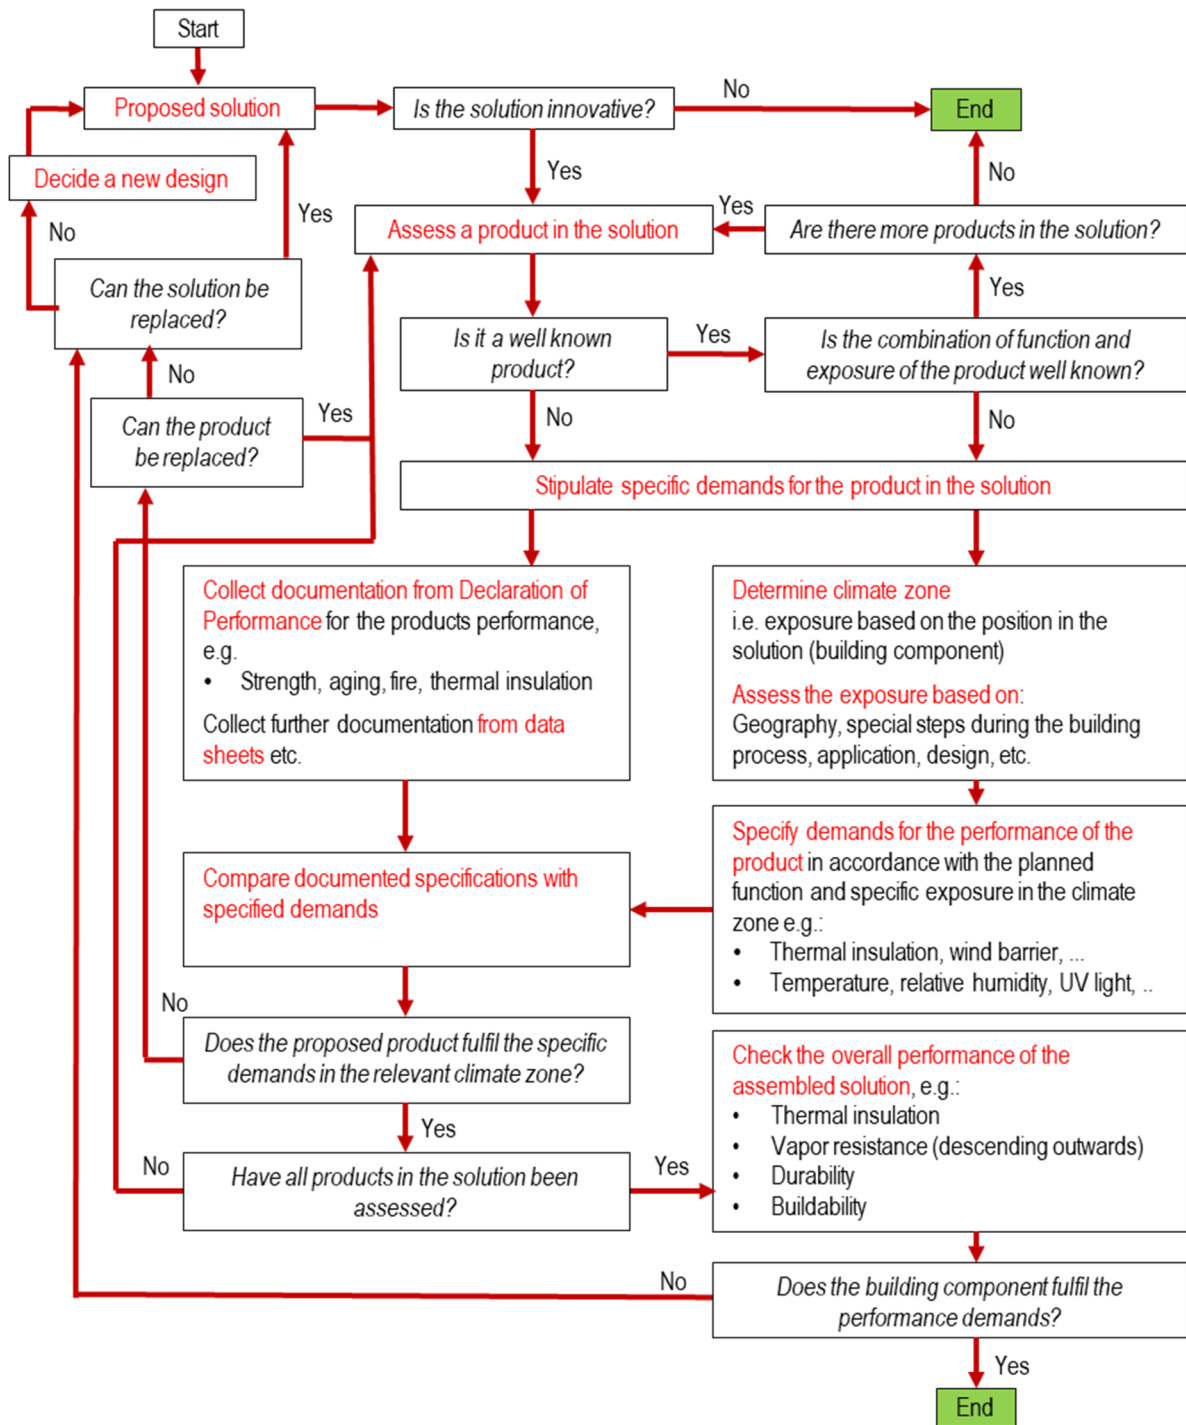 Start
Proposed solution
Is the solution innovative?
No
End
Decide a new design
Yes
No
No
Yes
Assess a product in the solution
Yes
Are there more products in the solution?
Can the solution be
replaced?
Yes
Is it a well known
product?
Yes
Is the combination of function and
exposure of the product well known?
No
Can the product
be replaced?
Yes
No
No
Stipulate specific demands for the product in the solution
Collect documentation from Declaration of
Performance for the products performance,
e.g.
• Strength, aging, fire, thermal insulation
Collect further documentation from data
sheets etc.
Determine climate zone
i.e. exposure based on the position in the
solution (building component)
Assess the exposure based on:
Geography, special steps during the building
process, application, design, etc.
Specify demands for the performance of the
product in accordance with the planned
function and specific exposure in the climate
zone e.g.:
• Thermal insulation, wind barrier, ...
• Temperature, relative humidity, UV light, ..
Compare documented specifications with
specified demands
No
Does the proposed product fulfil the specific
demands in the relevant climate zone?
Yes
No
Have all products in the solution been
assessed?
Yes
Check the overall performance of the
assembled solution, e.g.:
• Thermal insulation
• Vapor resistance (descending outwards)
• Durability
• Buildability
No
Does the building component fulfil the
performance demands?
Yes
End